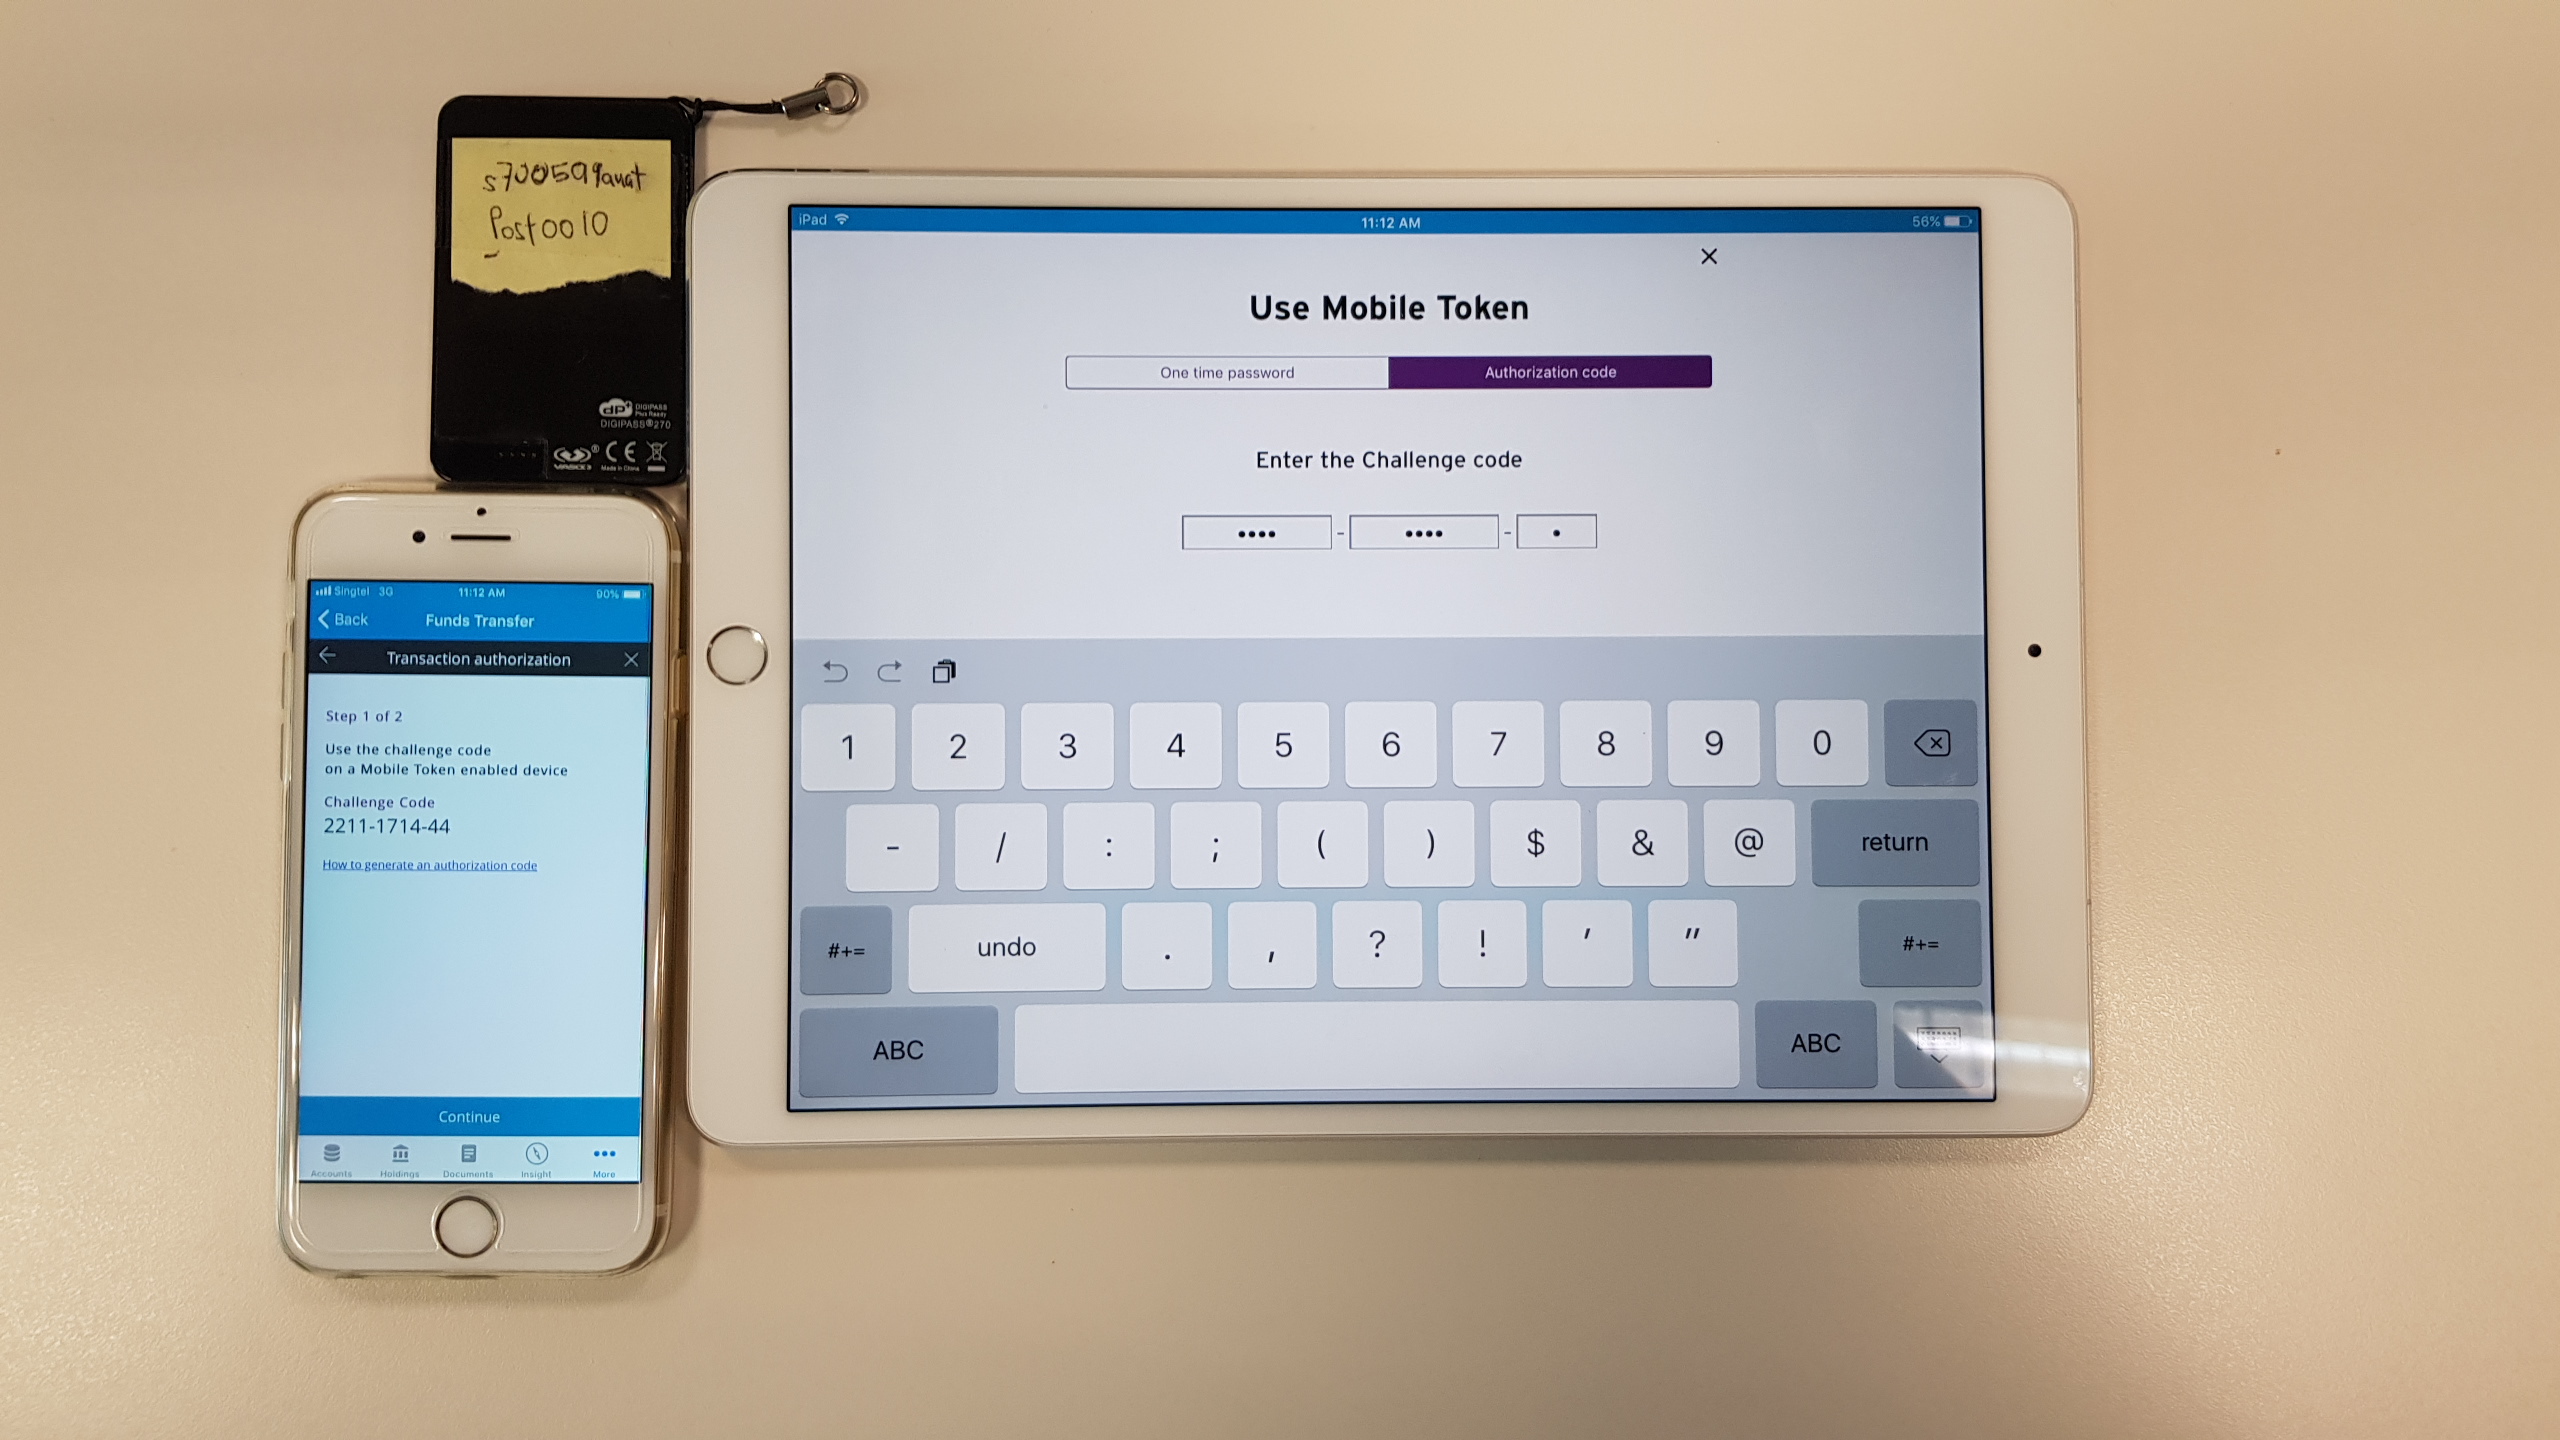 iPad 11:12 AM 56%
×
Use Mobile Token
One time password Authorization code
Enter the Challenge code
•••• - •••• - •
1 2 3 4 5 6 7 8 9 0
- / : ; ( ) $ & @ return
#+= undo . , ? ! ' " #+=
ABC ABC
Singtel 3G 11:12 AM 90%
Back Funds Transfer
Transaction authorization ×
Step 1 of 2
Use the challenge code
on a Mobile Token enabled device
Challenge Code
2211-1714-44
How to generate an authorization code
Continue
Accounts Holdings Documents Insight More
DIGIPASS
Plus Ready
dp+
DIGIPASS®270
VASCO® CE
Made in China